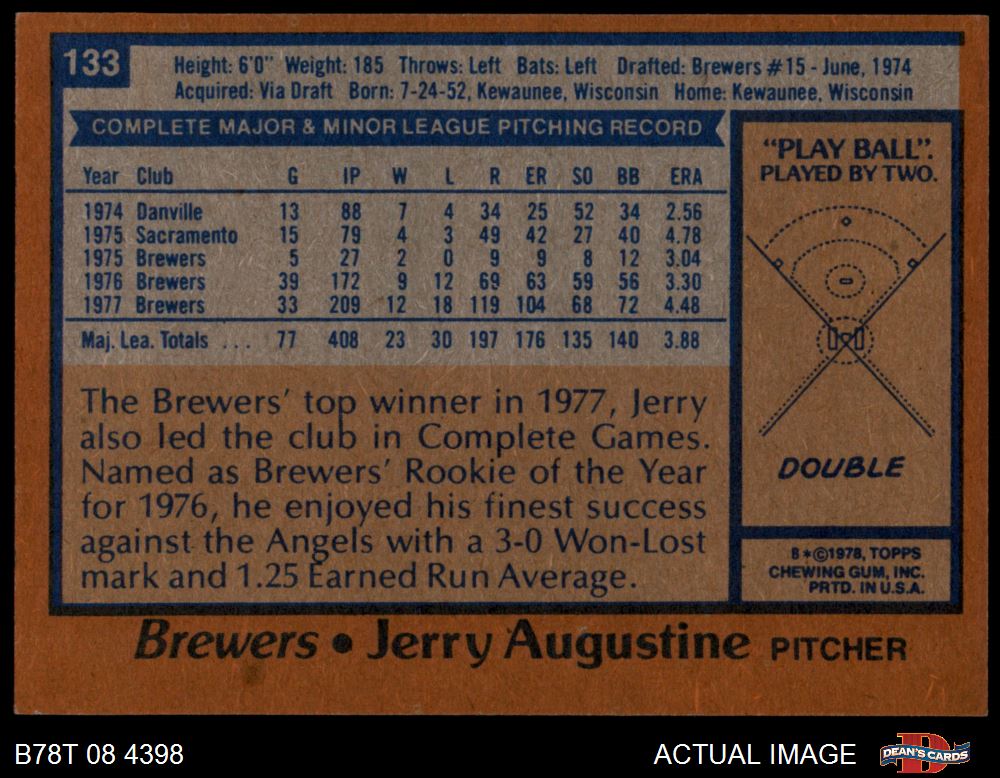 133
Height: 6'0" Weight: 185 Throws: Left Bats: Left Drafted: Brewers #15 - June, 1974
Acquired: Via Draft Born: 7-24-52, Kewaunee, Wisconsin Home: Kewaunee, Wisconsin
COMPLETE MAJOR & MINOR LEAGUE PITCHING RECORD
Year Club G IP W L R ER SO BB ERA
1974 Danville 13 88 7 4 34 25 52 34 2.56
1975 Sacramento 15 79 4 3 49 42 27 40 4.78
1975 Brewers 5 27 2 0 9 9 8 12 3.04
1976 Brewers 39 172 9 12 69 63 59 56 3.30
1977 Brewers 33 209 12 18 119 104 68 72 4.48
Maj. Lea. Totals ... 77 408 23 30 197 176 135 140 3.88
The Brewers' top winner in 1977, Jerry
also led the club in Complete Games.
Named as Brewers' Rookie of the Year
for 1976, he enjoyed his finest success
against the Angels with a 3-0 Won-Lost
mark and 1.25 Earned Run Average.
"PLAY BALL".
PLAYED BY TWO.
DOUBLE
B*©1978, TOPPS
CHEWING GUM, INC.
PRTD. IN U.S.A.
Brewers • Jerry Augustine PITCHER
B78T 08 4398
ACTUAL IMAGE
D
DEAN'S CARDS